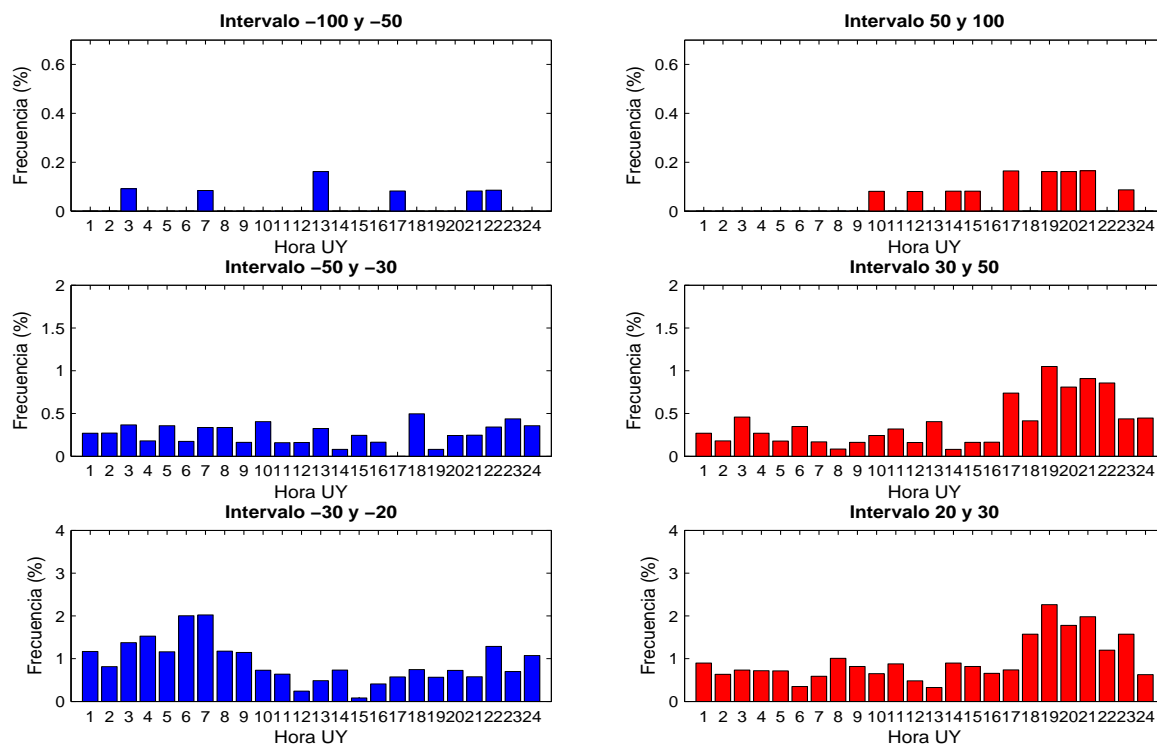 Intervalo −100 y −50
Frecuencia (%)
0.6
0.4
0.2
0
1 2 3 4 5 6 7 8 9 10 11 12 13 14 15 16 17 18 19 20 21 22 23 24
Hora UY
Intervalo 50 y 100
Frecuencia (%)
0.6
0.4
0.2
0
1 2 3 4 5 6 7 8 9 10 11 12 13 14 15 16 17 18 19 20 21 22 23 24
Hora UY
Intervalo −50 y −30
Frecuencia (%)
2
1.5
1
0.5
0
1 2 3 4 5 6 7 8 9 10 11 12 13 14 15 16 17 18 19 20 21 22 23 24
Hora UY
Intervalo 30 y 50
Frecuencia (%)
2
1.5
1
0.5
0
1 2 3 4 5 6 7 8 9 10 11 12 13 14 15 16 17 18 19 20 21 22 23 24
Hora UY
Intervalo −30 y −20
Frecuencia (%)
4
3
2
1
0
1 2 3 4 5 6 7 8 9 10 11 12 13 14 15 16 17 18 19 20 21 22 23 24
Hora UY
Intervalo 20 y 30
Frecuencia (%)
4
3
2
1
0
1 2 3 4 5 6 7 8 9 10 11 12 13 14 15 16 17 18 19 20 21 22 23 24
Hora UY